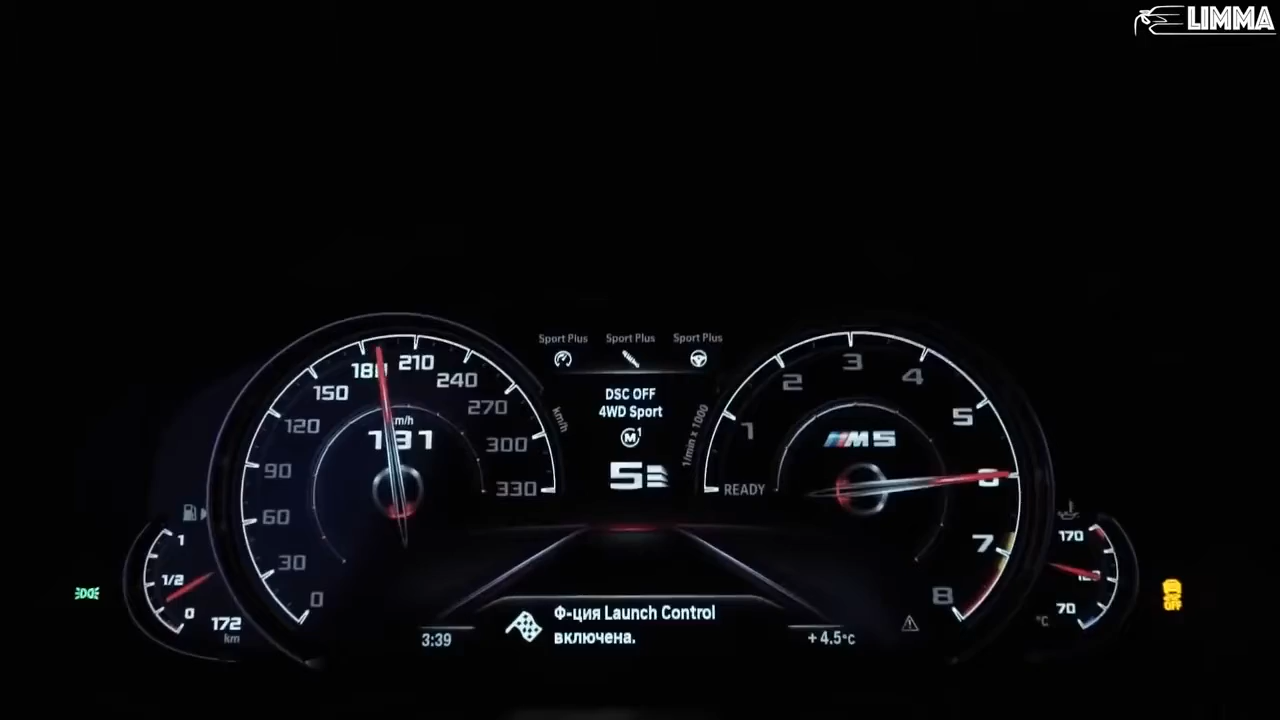 LIMMA
Sport Plus Sport Plus Sport Plus
DSC OFF
4WD Sport
M1
5
0 30 60 90 120 150 180 210 240 270 300 330
km/h
km/h
READY 1 2 3 4 5 6 7 8
1/min x 1000
M5
1
1/2
0
172
km
3:39
Ф-ция Launch Control
включена.
+ 4.5°C
170
70
°C
OFF